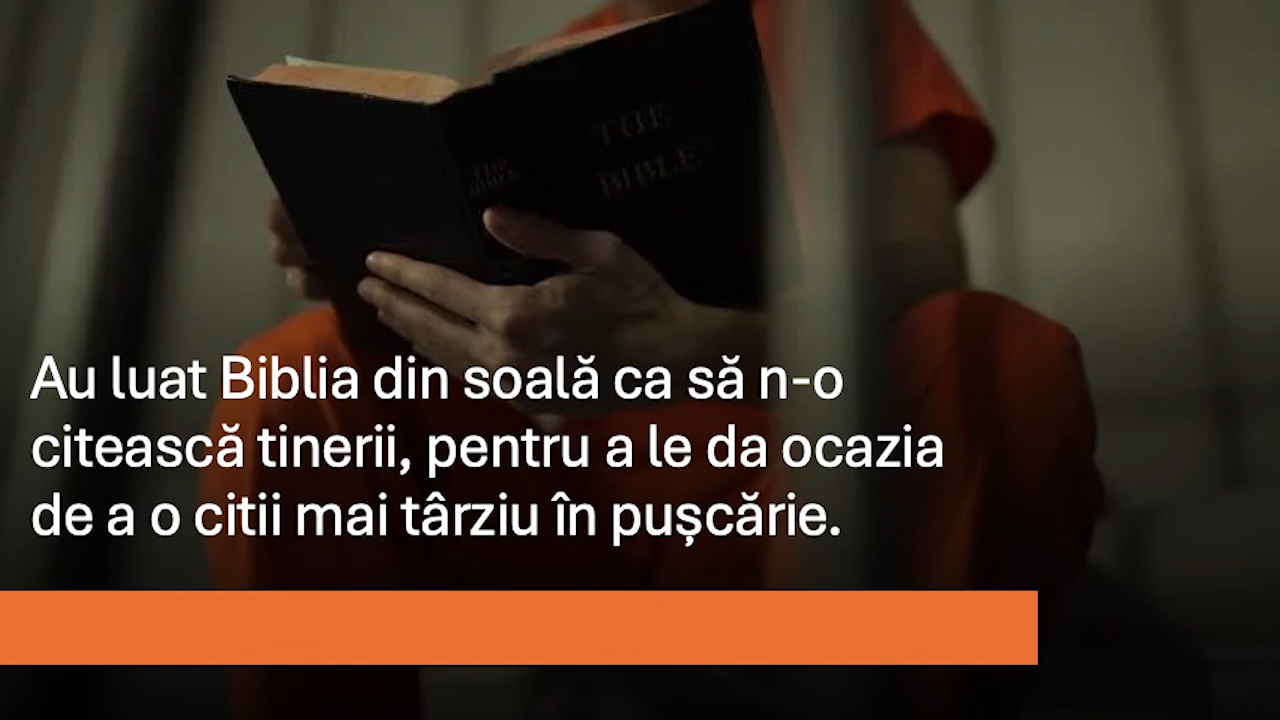 THE
BIBLE
Au luat Biblia din soală ca să n-o
citească tinerii, pentru a le da ocazia
de a o citii mai târziu în pușcărie.